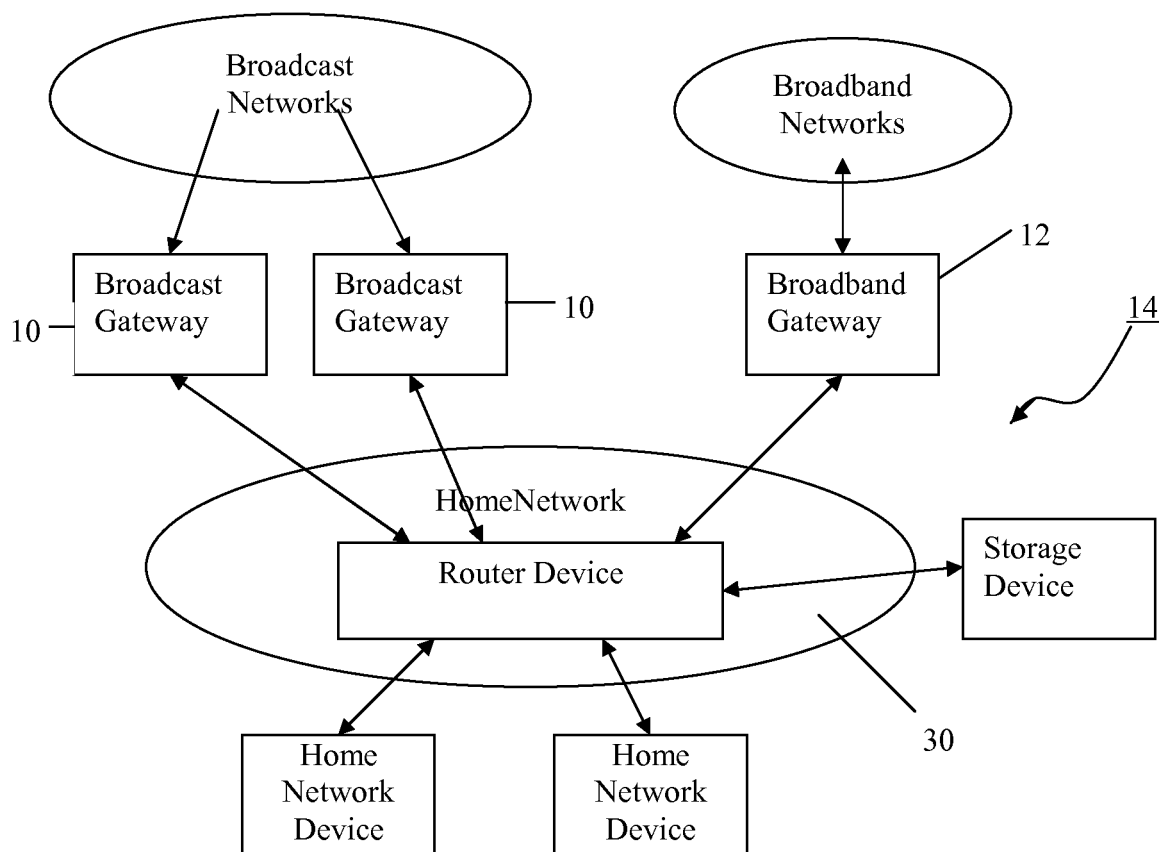 Broadcast
Networks
Broadband
Networks
12
Broadcast
Gateway
Broadcast
Gateway
Broadband
Gateway
10
10
14
HomeNetwork
Router Device
Storage
Device
30
Home
Network
Device
Home
Network
Device